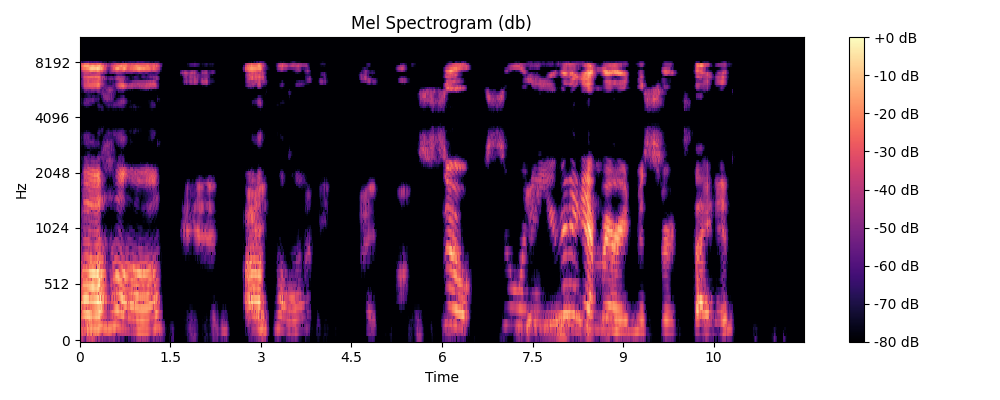 Mel Spectrogram (db)
8192
4096
2048
1024
512
0
Hz
0 1.5 3 4.5 6 7.5 9 10
Time
+0 dB
-10 dB
-20 dB
-30 dB
-40 dB
-50 dB
-60 dB
-70 dB
-80 dB